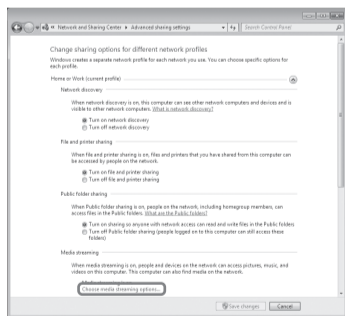 « Network and Sharing Center ▸ Advanced sharing settings
Search Control Panel
Change sharing options for different network profiles
Windows creates a separate network profile for each network you use. You can choose specific options for
each profile.
Home or Work (current profile)
Network discovery
When network discovery is on, this computer can see other network computers and devices and is
visible to other network computers. What is network discovery?
Turn on network discovery
Turn off network discovery
File and printer sharing
When file and printer sharing is on, files and printers that you have shared from this computer can
be accessed by people on the network.
Turn on file and printer sharing
Turn off file and printer sharing
Public folder sharing
When Public folder sharing is on, people on the network, including homegroup members, can
access files in the Public folders. What are the Public folders?
Turn on sharing so anyone with network access can read and write files in the Public folders
Turn off Public folder sharing (people logged on to this computer can still access these
folders)
Media streaming
When media streaming is on, people and devices on the network can access pictures, music, and
videos on this computer. This computer can also find media on the network.
Choose media streaming options...
Save changes
Cancel